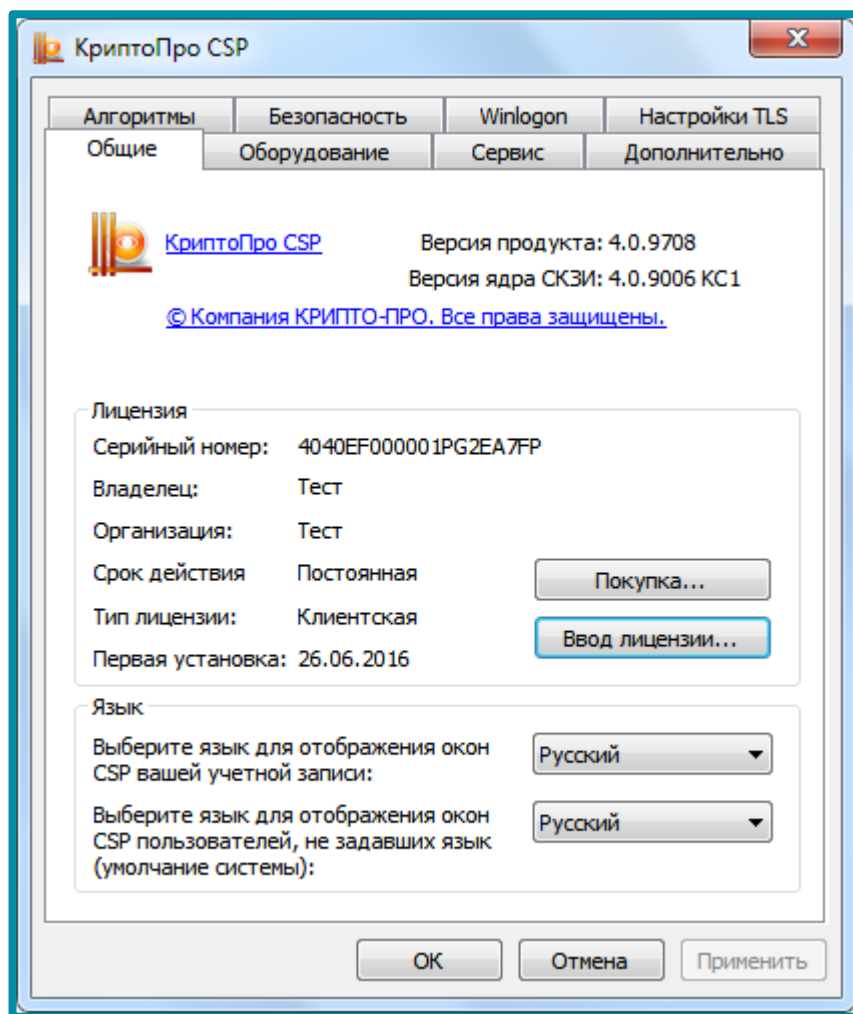 КриптоПро CSP
Алгоритмы Безопасность Winlogon Настройки TLS
Общие Оборудование Сервис Дополнительно
КриптоПро CSP Версия продукта: 4.0.9708
Версия ядра СКЗИ: 4.0.9006 КС1
© Компания КРИПТО-ПРО. Все права защищены.
Лицензия
Серийный номер: 4040EF000001PG2EA7FP
Владелец: Тест
Организация: Тест
Срок действия Постоянная Покупка...
Тип лицензии: Клиентская
Ввод лицензии...
Первая установка: 26.06.2016
Язык
Выберите язык для отображения окон
CSP вашей учетной записи:
Русский
Выберите язык для отображения окон
CSP пользователей, не задавших язык
(умолчание системы):
Русский
ОК Отмена Применить